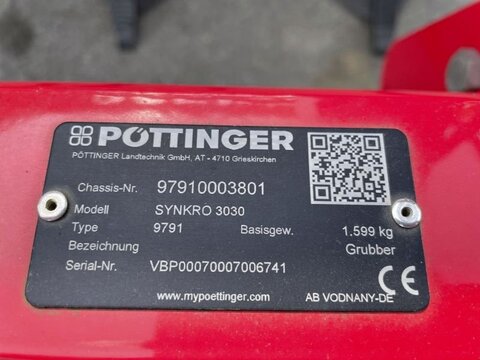 PÖTTINGER
PÖTTINGER Landtechnik GmbH, AT - 4710 Grieskirchen
Chassis-Nr. 97910003801
Modell SYNKRO 3030
Type 9791 Basisgew. 1.599 kg
Bezeichnung Grubber
Serial-Nr. VBP00070007006741
www.mypoettinger.com AB VODNANY-DE
CE